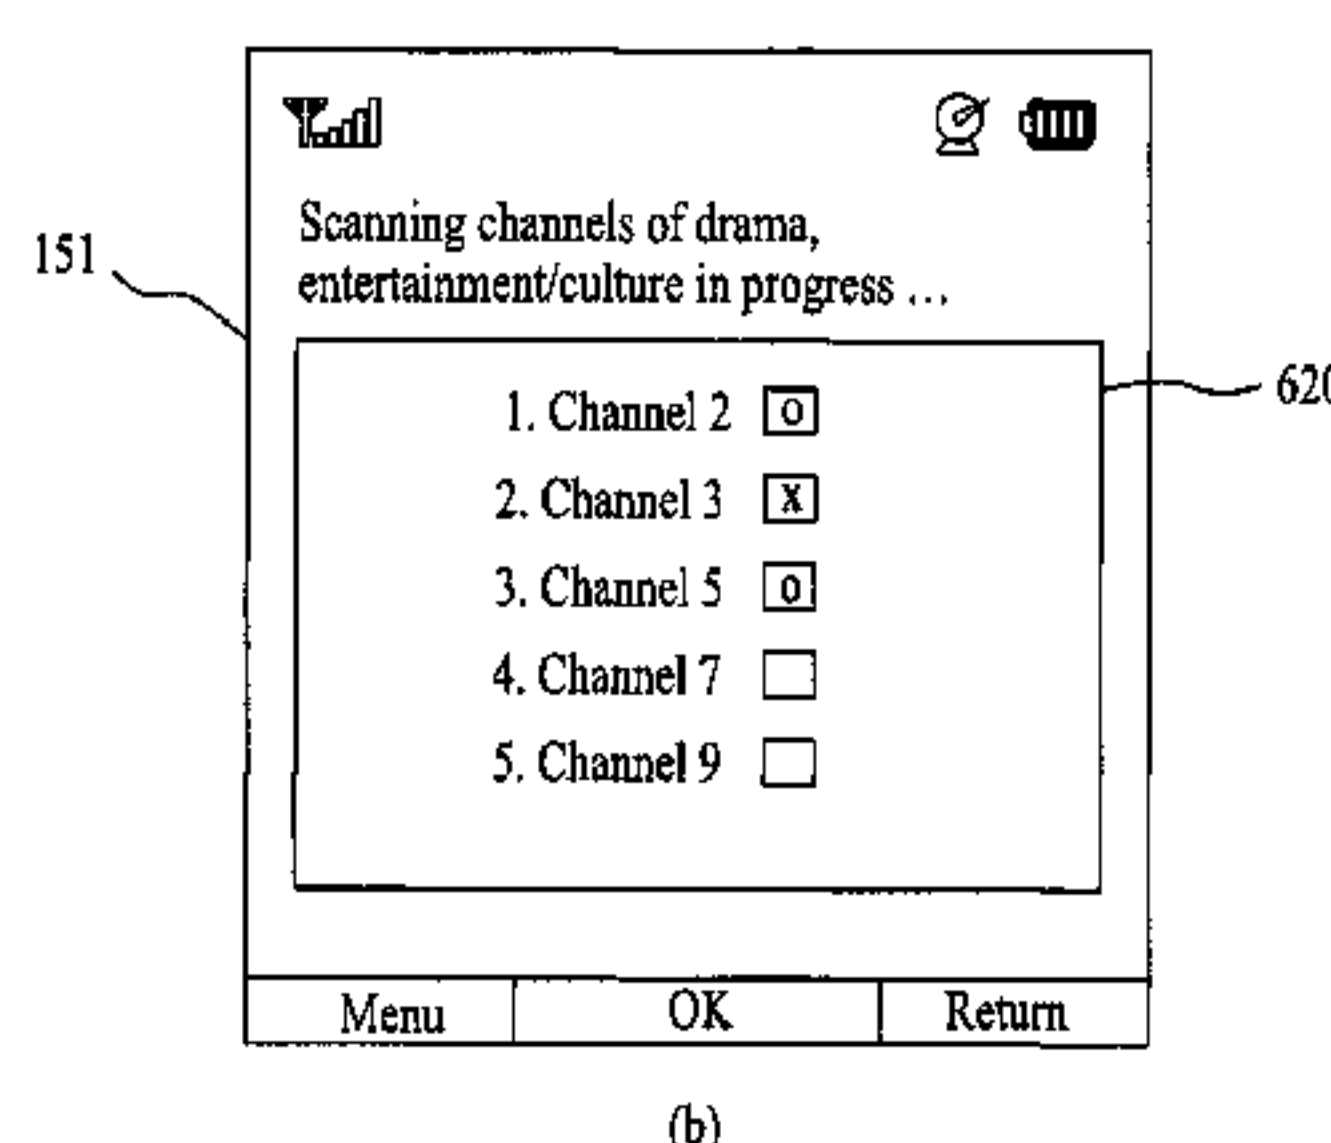 Scanning channels of drama,
entertainment/culture in progress ...
151
620
1. Channel 2 o
2. Channel 3 X
3. Channel 5 o
4. Channel 7
5. Channel 9
Menu OK Return
(b)